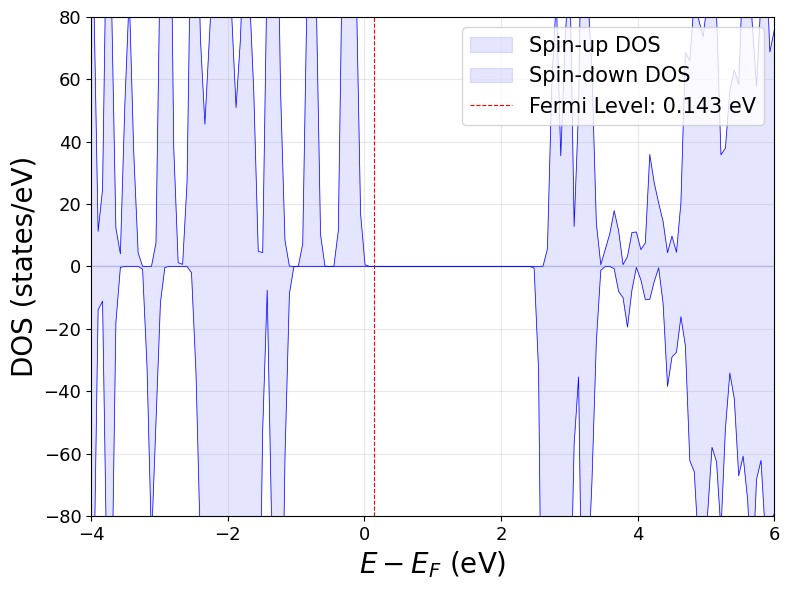 80
60
40
20
0
−20
−40
−60
−80
DOS (states/eV)
Spin-up DOS
Spin-down DOS
Fermi Level: 0.143 eV
−4 −2 0 2 4 6
E − E_F (eV)